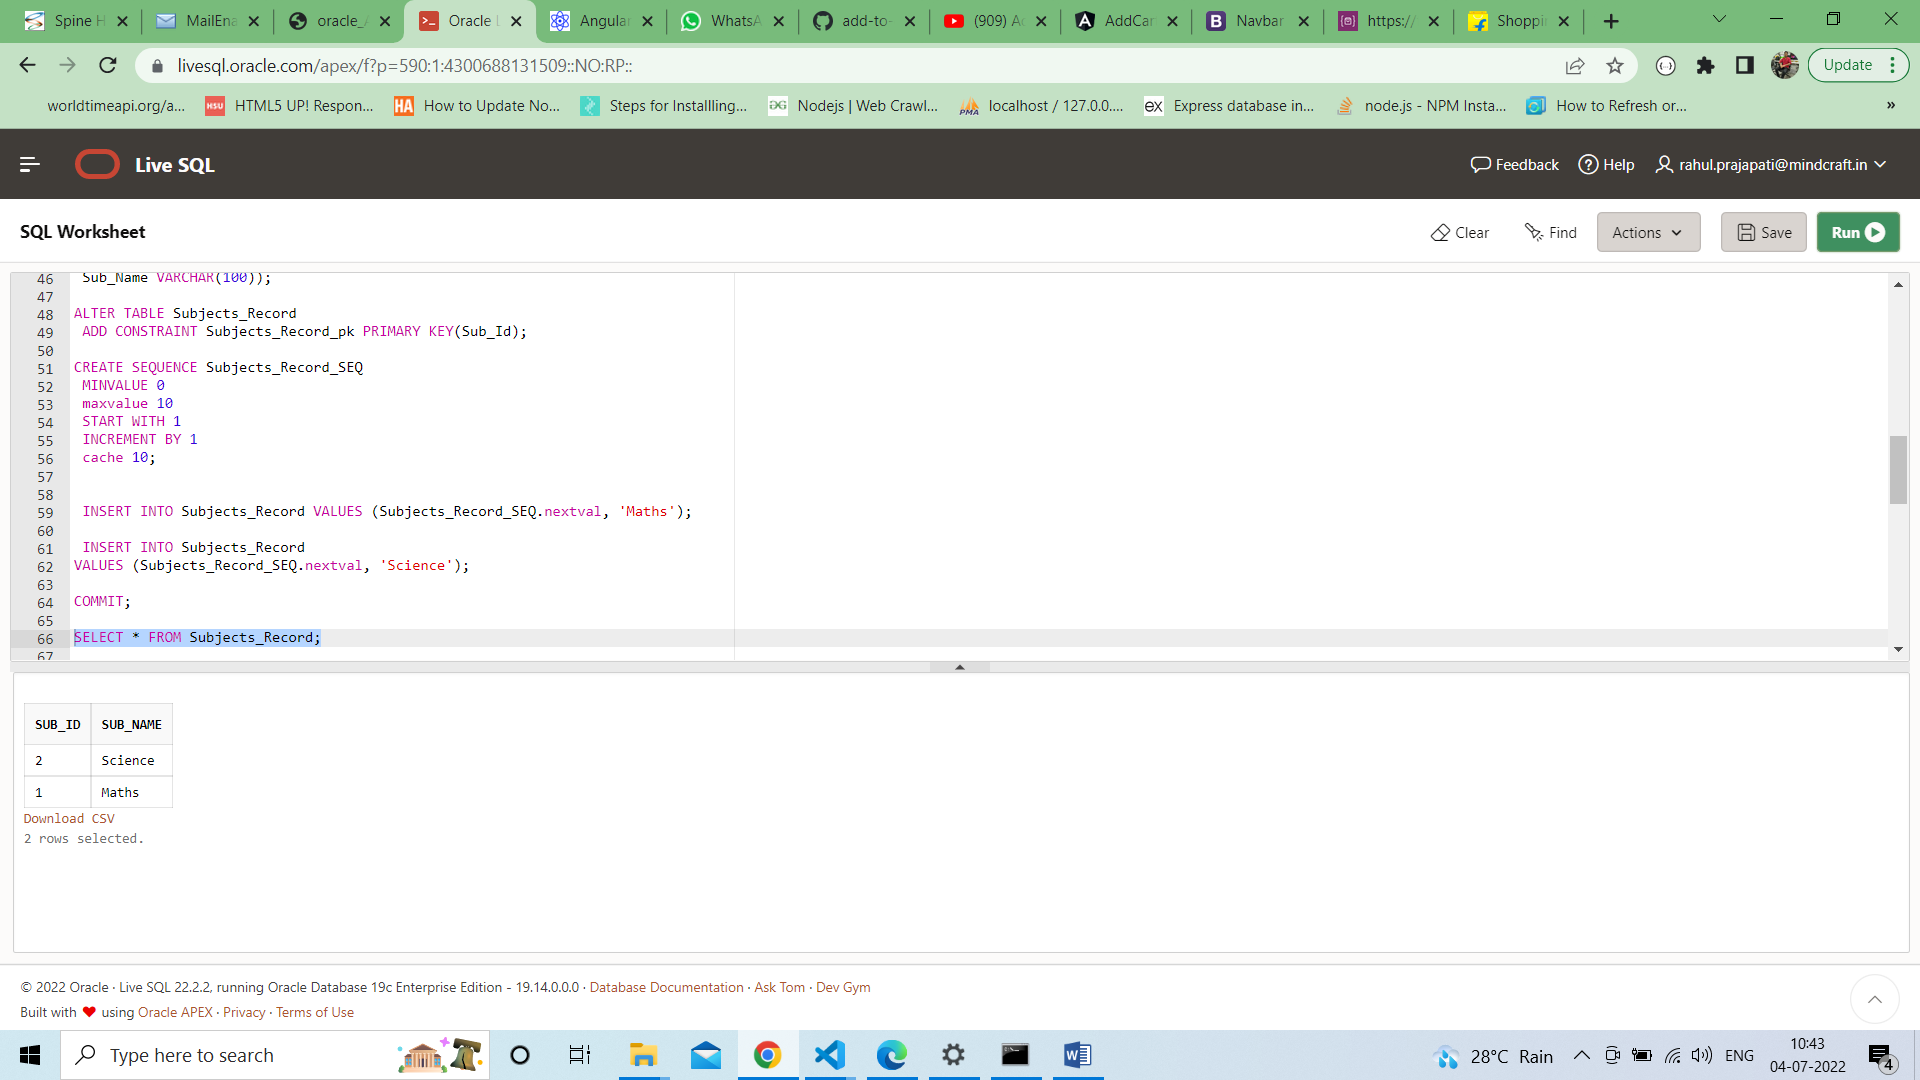 Spine H
MailEna
oracle_A
Oracle L
Angular
WhatsA
add-to-
(909) A
AddCar
Navbar
https://
Shoppi
livesql.oracle.com/apex/f?p=590:1:4300688131509::NO:RP::
Update
worldtimeapi.org/a...
HSU
HTML5 UP! Respon...
HA
How to Update No...
Steps for Installling...
Nodejs | Web Crawl...
PMA
localhost / 127.0.0....
ex
Express database in...
node.js - NPM Insta...
How to Refresh or...
»
Live SQL
Feedback
Help
rahul.prajapati@mindcraft.in
SQL Worksheet
Clear
Find
Actions
Save
Run
46 Sub_Name VARCHAR(100));
47
48 ALTER TABLE Subjects_Record
49 ADD CONSTRAINT Subjects_Record_pk PRIMARY KEY(Sub_Id);
50
51 CREATE SEQUENCE Subjects_Record_SEQ
52 MINVALUE 0
53 maxvalue 10
54 START WITH 1
55 INCREMENT BY 1
56 cache 10;
57
58
59 INSERT INTO Subjects_Record VALUES (Subjects_Record_SEQ.nextval, 'Maths');
60
61 INSERT INTO Subjects_Record
62 VALUES (Subjects_Record_SEQ.nextval, 'Science');
63
64 COMMIT;
65
66 SELECT * FROM Subjects_Record;
67
SUB_ID SUB_NAME
2 Science
1 Maths
Download CSV
2 rows selected.
© 2022 Oracle · Live SQL 22.2.2, running Oracle Database 19c Enterprise Edition - 19.14.0.0.0 · Database Documentation · Ask Tom · Dev Gym
Built with ❤ using Oracle APEX · Privacy · Terms of Use
Type here to search
28°C Rain
ENG
10:43
04-07-2022
4